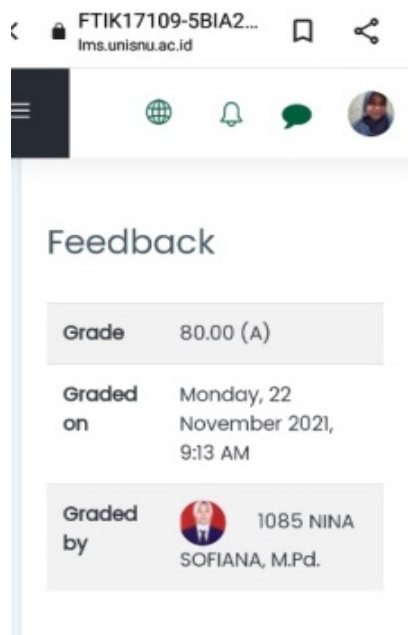 FTIK17109-5BIA2...
lms.unisnu.ac.id
Feedback
Grade 80.00 (A)
Graded on Monday, 22 November 2021, 9:13 AM
Graded by 1085 NINA SOFIANA, M.Pd.